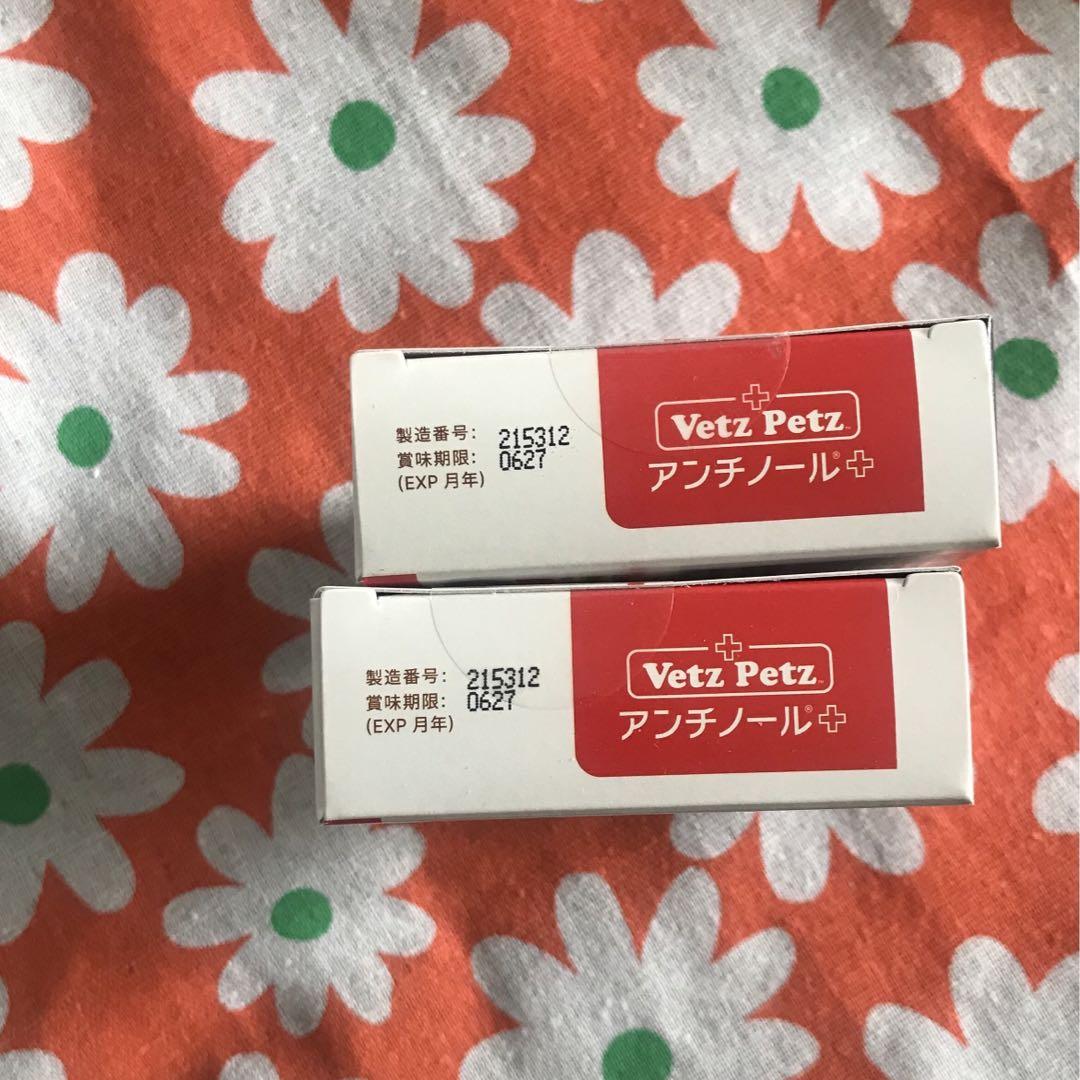 製造番号: 215312
賞味期限: 0627
(EXP 月年)
Vetz Petz™
アンチノール®
製造番号: 215312
賞味期限: 0627
(EXP 月年)
Vetz Petz™
アンチノール®